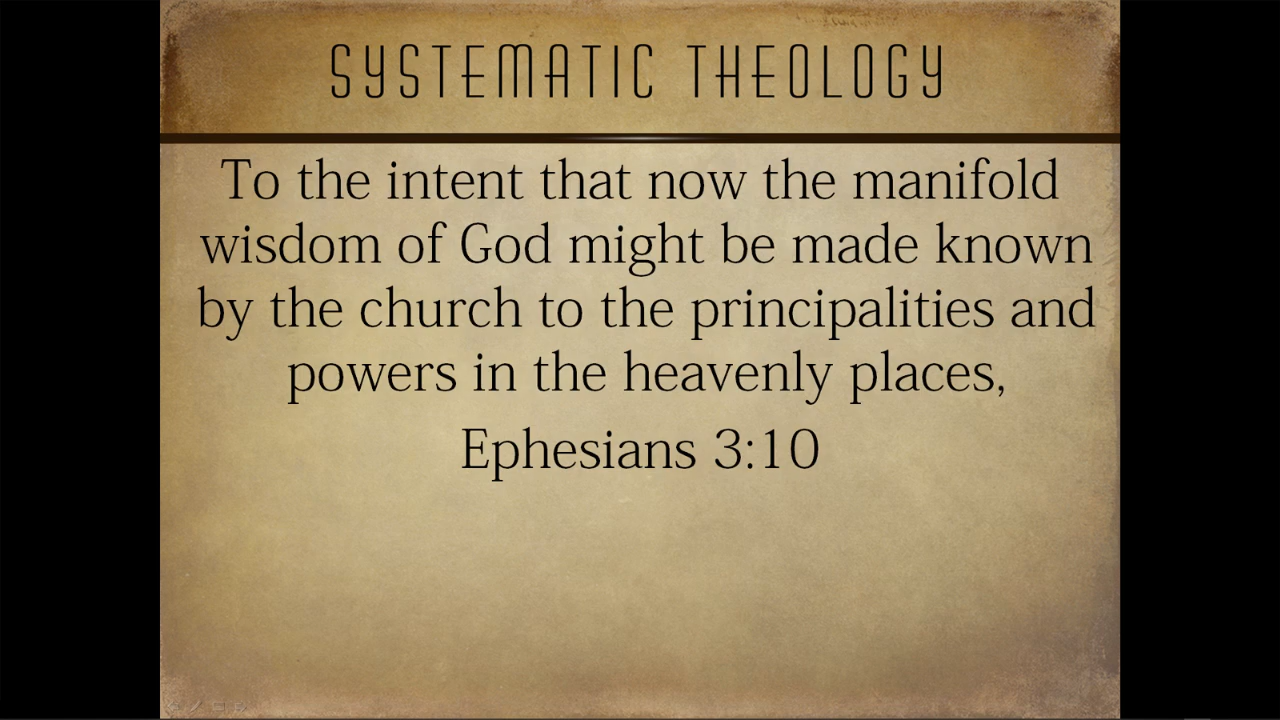 SYSTEMATIC THEOLOGY
To the intent that now the manifold
wisdom of God might be made known
by the church to the principalities and
powers in the heavenly places,
Ephesians 3:10